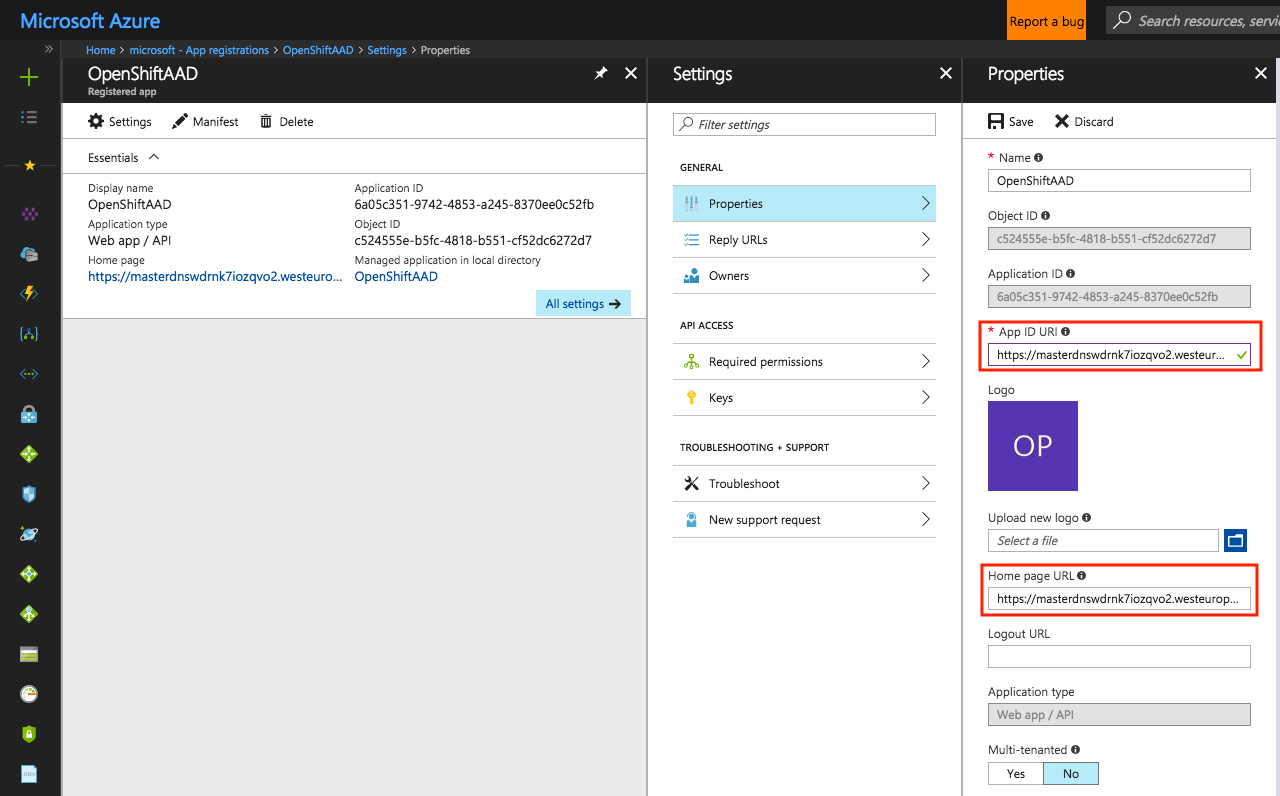 Microsoft Azure
Report a bug
Search resources, servic
Home > microsoft - App registrations > OpenShiftAAD > Settings > Properties
OpenShiftAAD
Registered app
Settings
Manifest
Delete
Essentials
Display name
OpenShiftAAD
Application type
Web app / API
Home page
https://masterdnswdrnk7iozqvo2.westeuro...
Application ID
6a05c351-9742-4853-a245-8370ee0c52fb
Object ID
c524555e-b5fc-4818-b551-cf52dc6272d7
Managed application in local directory
OpenShiftAAD
All settings
Settings
Filter settings
GENERAL
Properties
Reply URLs
Owners
API ACCESS
Required permissions
Keys
TROUBLESHOOTING + SUPPORT
Troubleshoot
New support request
Properties
Save
Discard
* Name
OpenShiftAAD
Object ID
c524555e-b5fc-4818-b551-cf52dc6272d7
Application ID
6a05c351-9742-4853-a245-8370ee0c52fb
* App ID URI
https://masterdnswdrnk7iozqvo2.westeur...
Logo
OP
Upload new logo
Select a file
Home page URL
https://masterdnswdrnk7iozqvo2.westeurop...
Logout URL
Application type
Web app / API
Multi-tenanted
Yes
No